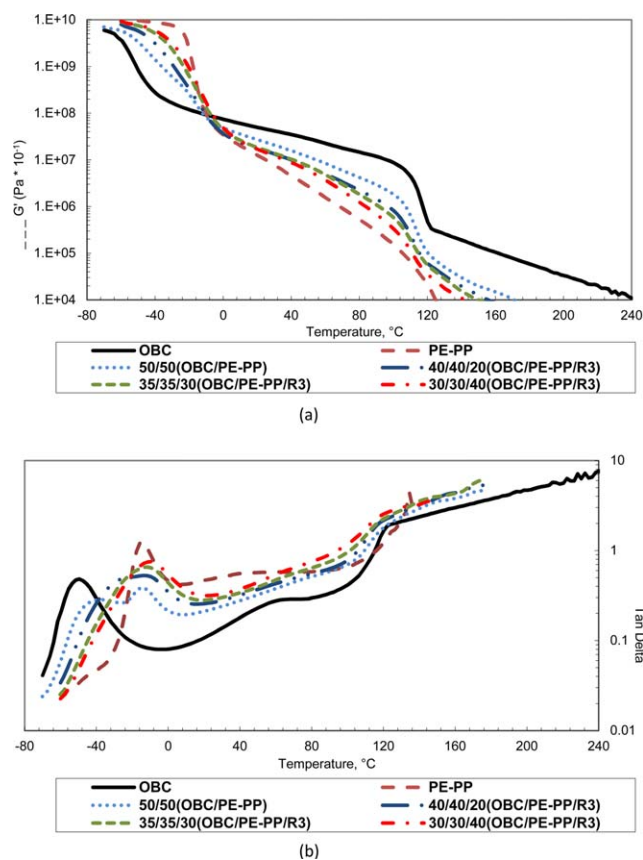 1.E+10
1.E+09
1.E+08
1.E+07
1.E+06
1.E+05
1.E+04
___ G' (Pa * 10⁻¹)
-80 -40 0 40 80 120 160 200 240
Temperature, °C
OBC PE-PP
50/50(OBC/PE-PP) 40/40/20(OBC/PE-PP/R3)
35/35/30(OBC/PE-PP/R3) 30/30/40(OBC/PE-PP/R3)
(a)
10
1
0.1
0.01
Tan Delta
-80 -40 0 40 80 120 160 200 240
Temperature, °C
OBC PE-PP
50/50(OBC/PE-PP) 40/40/20(OBC/PE-PP/R3)
35/35/30(OBC/PE-PP/R3) 30/30/40(OBC/PE-PP/R3)
(b)